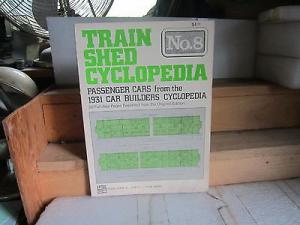 TRAIN
SHED
CYCLOPEDIA
No.8
PASSENGER CARS from the
1931 CAR BUILDERS CYCLOPEDIA